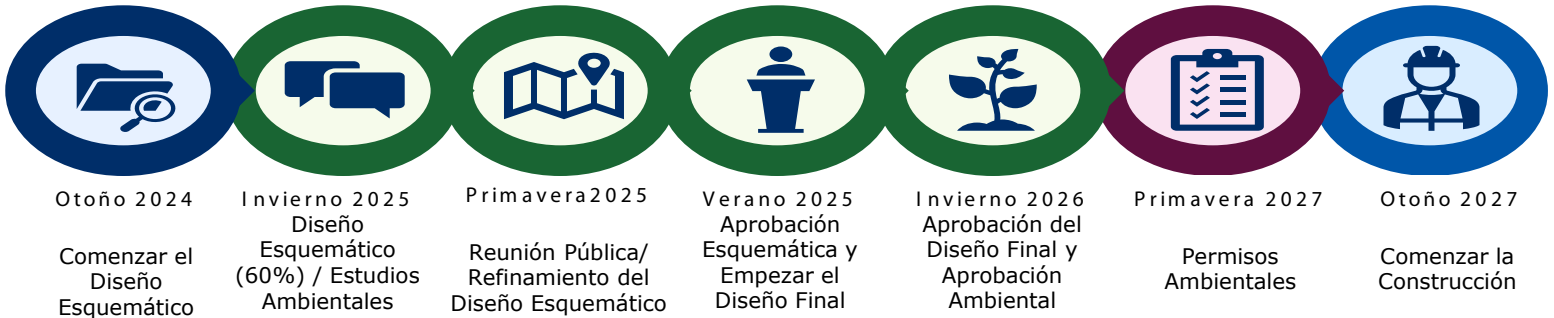 Otoño 2024
Comenzar el
Diseño
Esquemático
Invierno 2025
Diseño
Esquemático
(60%) / Estudios
Ambientales
Primavera2025
Reunión Pública/
Refinamiento del
Diseño Esquemático
Verano 2025
Aprobación
Esquemática y
Empezar el
Diseño Final
Invierno 2026
Aprobación del
Diseño Final y
Aprobación
Ambiental
Primavera 2027
Permisos
Ambientales
Otoño 2027
Comenzar la
Construcción